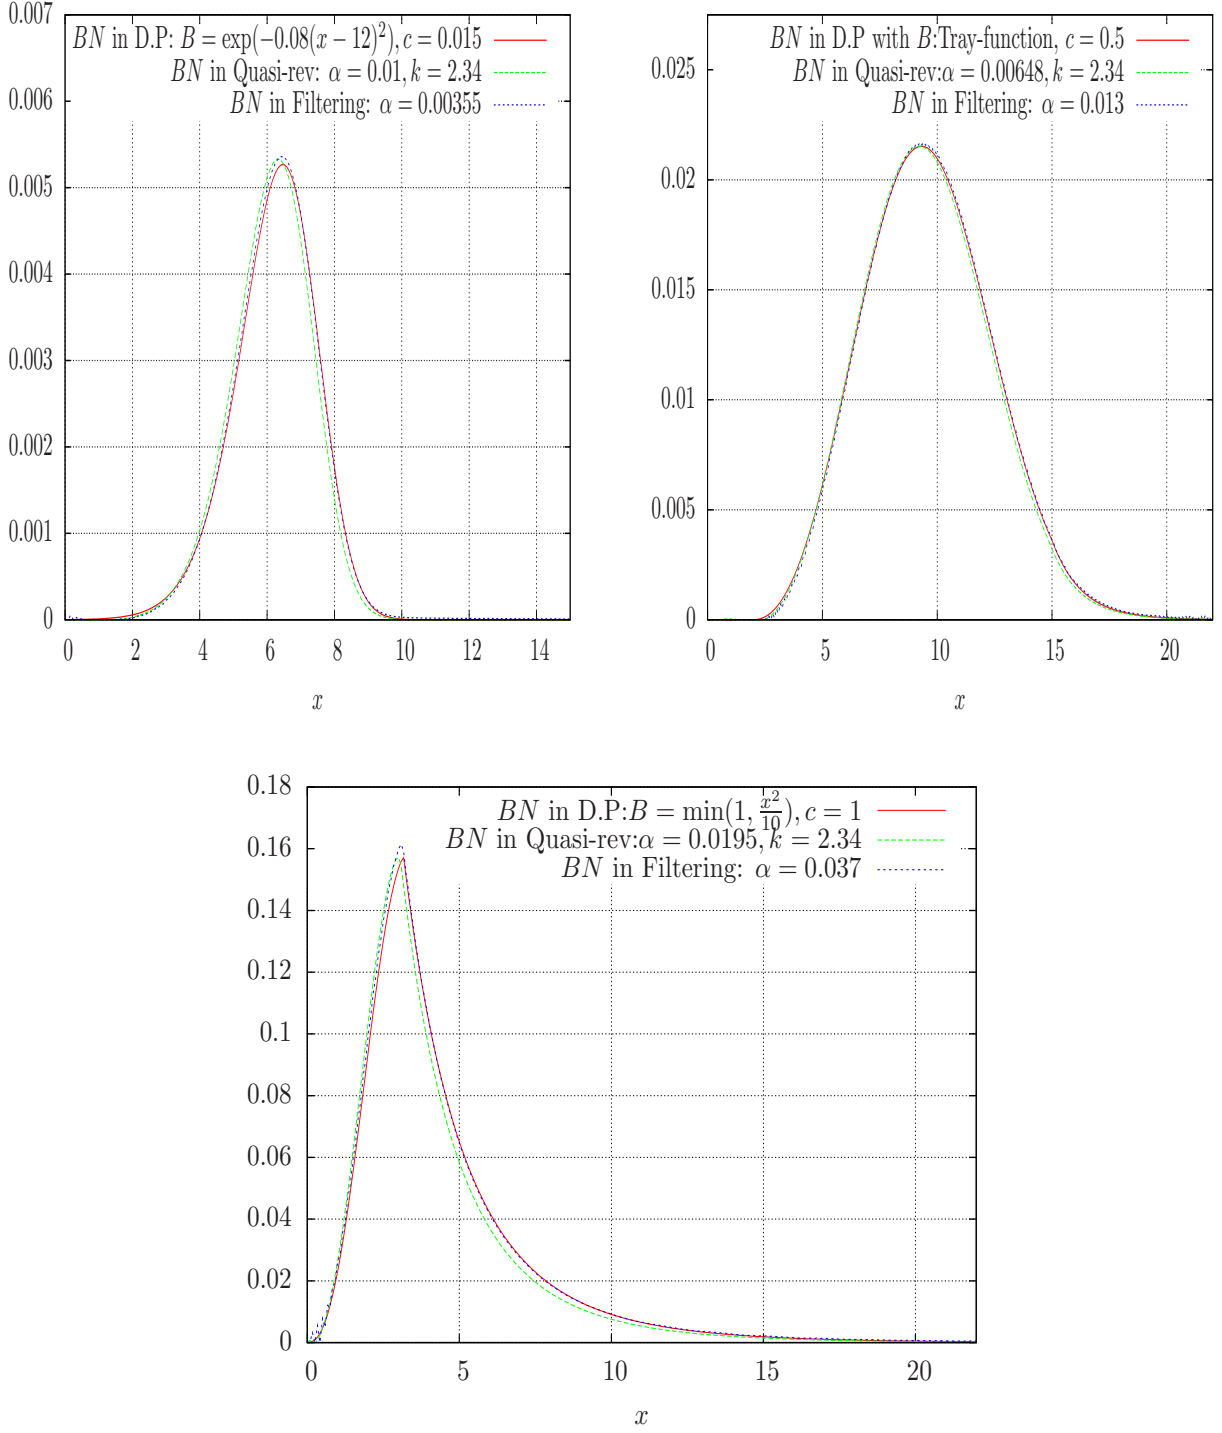 0.007
BN in D.P: B = exp(−0.08(x − 12)²), c = 0.015
BN in Quasi-rev: α = 0.01, k = 2.34
BN in Filtering: α = 0.00355
0.006
0.005
0.004
0.003
0.002
0.001
0
0 2 4 6 8 10 12 14
x
BN in D.P with B:Tray-function, c = 0.5
BN in Quasi-rev:α = 0.00648, k = 2.34
BN in Filtering: α = 0.013
0.025
0.02
0.015
0.01
0.005
0
0 5 10 15 20
x
0.18
BN in D.P:B = min(1, x²/10), c = 1
BN in Quasi-rev:α = 0.0195, k = 2.34
BN in Filtering: α = 0.037
0.16
0.14
0.12
0.1
0.08
0.06
0.04
0.02
0
0 5 10 15 20
x